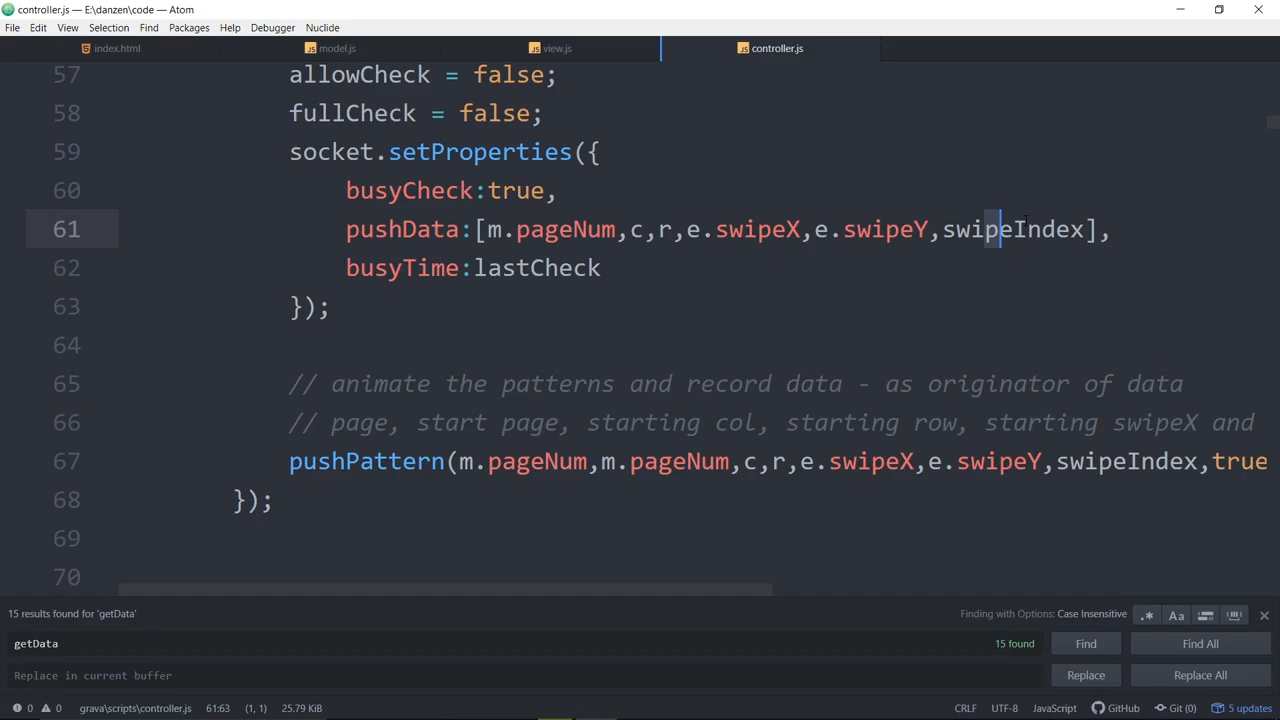 controller.js — E:\danzen\code — Atom
File Edit View Selection Find Packages Help Debugger Nuclide
index.html model.js view.js controller.js
57 allowCheck = false;
58 fullCheck = false;
59 socket.setProperties({
60 busyCheck:true,
61 pushData:[m.pageNum,c,r,e.swipeX,e.swipeY,swipeIndex],
62 busyTime:lastCheck
63 });
64
65 // animate the patterns and record data - as originator of data
66 // page, start page, starting col, starting row, starting swipeX and
67 pushPattern(m.pageNum,m.pageNum,c,r,e.swipeX,e.swipeY,swipeIndex,true
68 });
69
70
15 results found for 'getData' Finding with Options: Case Insensitive .* Aa
getData 15 found Find Find All
Replace in current buffer Replace Replace All
0 0 grava\scripts\controller.js 61:63 (1, 1) 25.79 KiB CRLF UTF-8 JavaScript GitHub Git (0) 5 updates